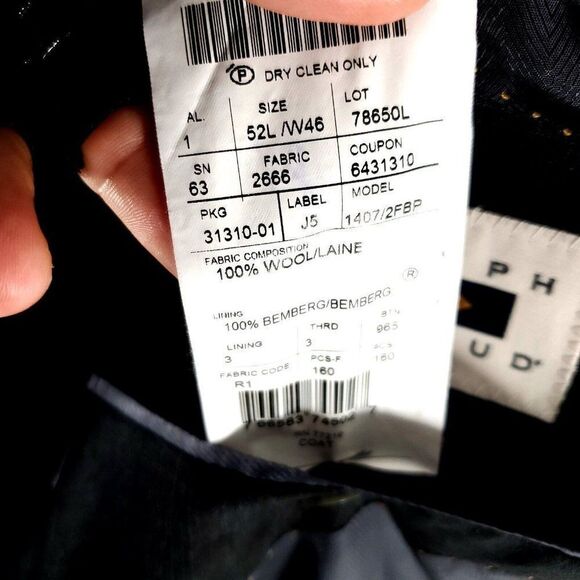 P DRY CLEAN ONLY
AL. SIZE LOT
1 52L /W46 78650L
SN FABRIC COUPON
63 2666 6431310
PKG LABEL MODEL
31310-01 J5 1407/2FBP
FABRIC COMPOSITION
100% WOOL/LAINE
®
LINING
100% BEMBERG/BEMBERG
LINING THRD BTN
3 3 965
FABRIC CODE PCS-F PCS
R1 160 160
COAT
PH
UD